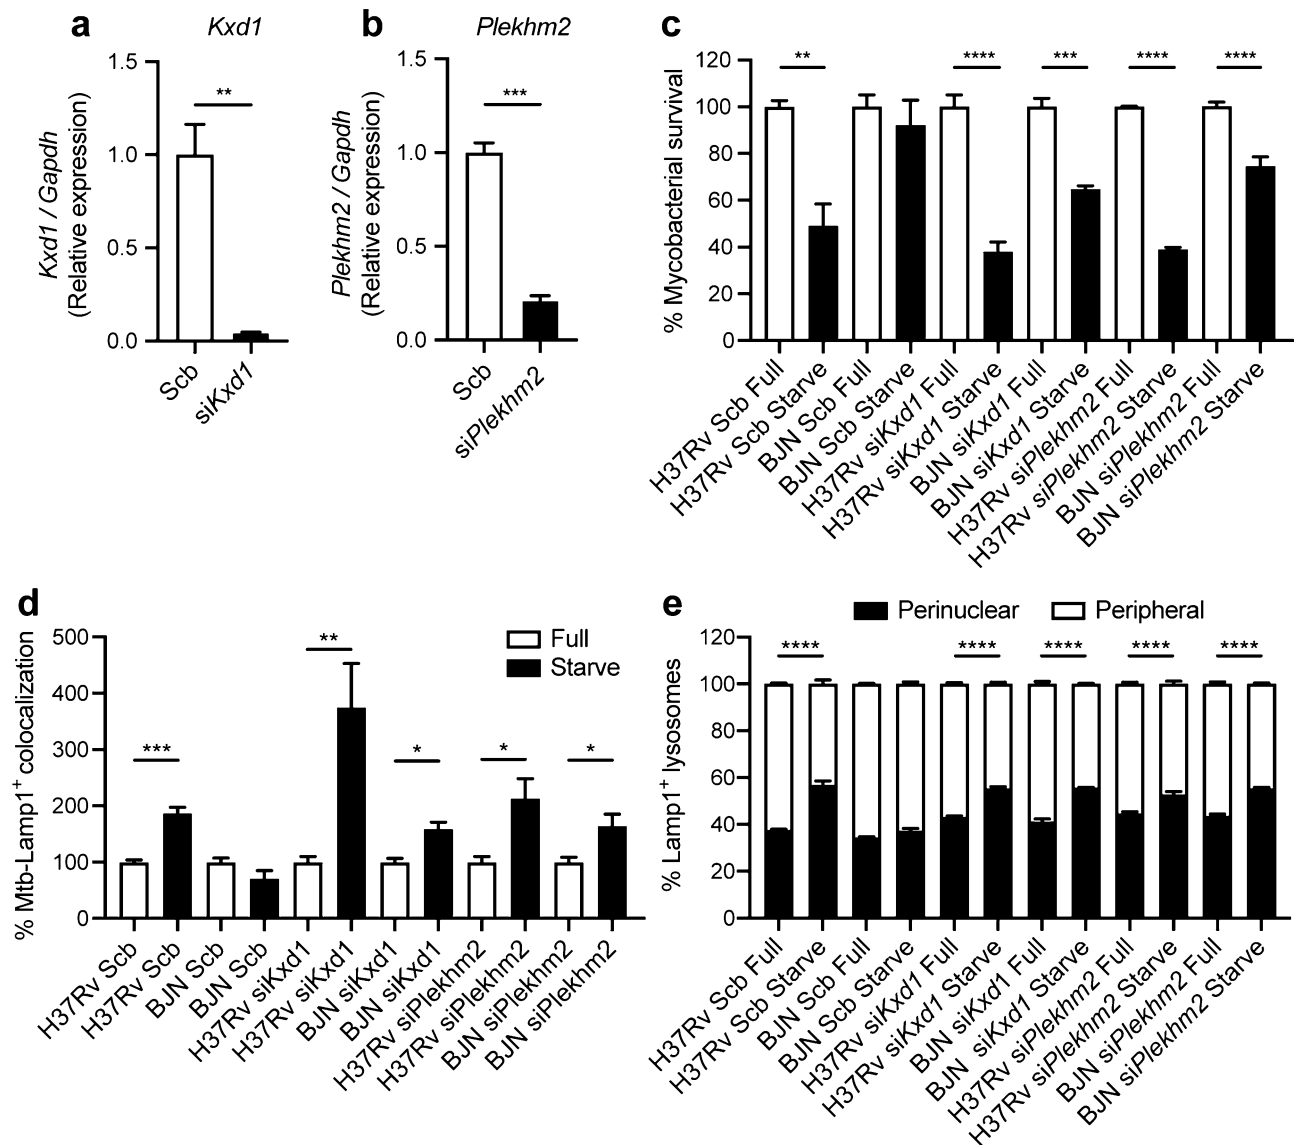 a
Kxd1
Kxd1 / Gapdh
(Relative expression)
1.5
1.0
0.5
0.0
**
Scb
siKxd1
b
Plekhm2
Plekhm2 / Gapdh
(Relative expression)
1.5
1.0
0.5
0.0
***
Scb
siPlekhm2
c
% Mycobacterial survival
120
100
80
60
40
20
0
** **** *** **** ****
H37Rv Scb Full
H37Rv Scb Starve
BJN Scb Full
BJN Scb Starve
H37Rv siKxd1 Full
H37Rv siKxd1 Starve
BJN siKxd1 Full
BJN siKxd1 Starve
H37Rv siPlekhm2 Full
H37Rv siPlekhm2 Starve
BJN siPlekhm2 Full
BJN siPlekhm2 Starve
d
% Mtb-Lamp1+ colocalization
500
400
300
200
100
0
Full
Starve
*** ** * * *
H37Rv Scb
H37Rv Scb
BJN Scb
BJN Scb
H37Rv siKxd1
H37Rv siKxd1
BJN siKxd1
BJN siKxd1
H37Rv siPlekhm2
H37Rv siPlekhm2
BJN siPlekhm2
BJN siPlekhm2
e
Perinuclear
Peripheral
% Lamp1+ lysosomes
120
100
80
60
40
20
0
**** **** **** **** ****
H37Rv Scb Full
H37Rv Scb Starve
BJN Scb Full
BJN Scb Starve
H37Rv siKxd1 Full
H37Rv siKxd1 Starve
BJN siKxd1 Full
BJN siKxd1 Starve
H37Rv siPlekhm2 Full
H37Rv siPlekhm2 Starve
BJN siPlekhm2 Full
BJN siPlekhm2 Starve